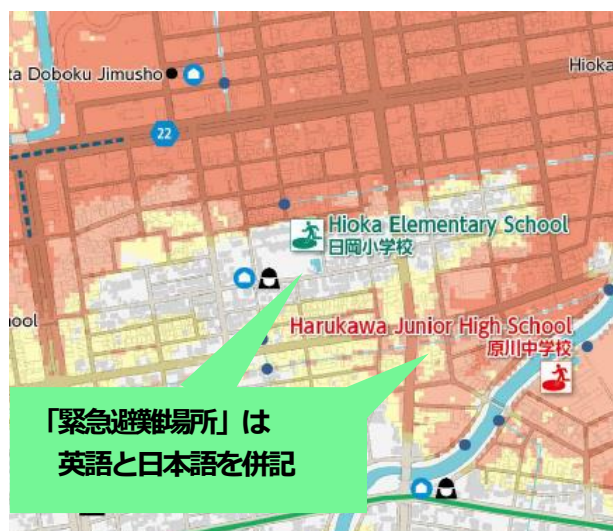 ta Doboku Jimusho
Hioka
22
Hioka Elementary School
日岡小学校
ool
Harukawa Junior High School
原川中学校
「緊急避難場所」は
英語と日本語を併記